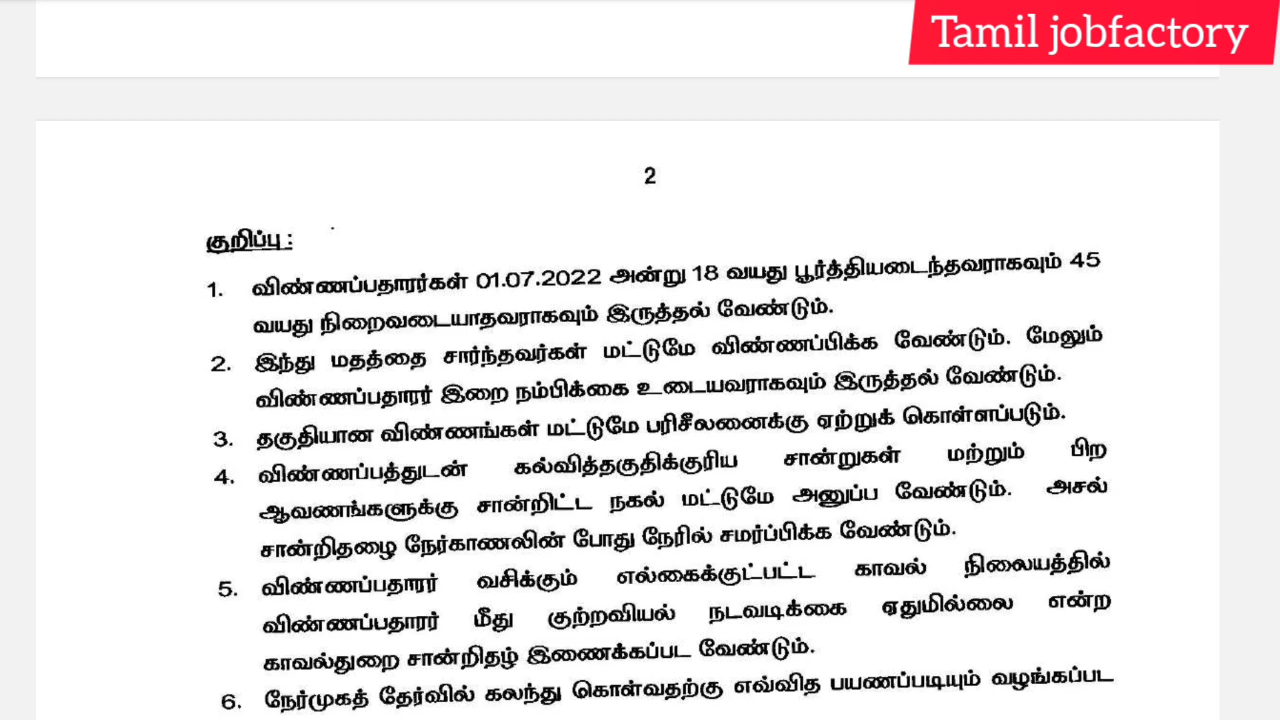 Tamil jobfactory
2
குறிப்பு :
1. விண்ணப்பதாரர்கள் 01.07.2022 அன்று 18 வயது பூர்த்தியடைந்தவராகவும் 45
வயது நிறைவடையாதவராகவும் இருத்தல் வேண்டும்.
2. இந்து மதத்தை சார்ந்தவர்கள் மட்டுமே விண்ணப்பிக்க வேண்டும். மேலும்
விண்ணப்பதாரர் இறை நம்பிக்கை உடையவராகவும் இருத்தல் வேண்டும்.
3. தகுதியான விண்ணங்கள் மட்டுமே பரிசீலனைக்கு ஏற்றுக் கொள்ளப்படும்.
4. விண்ணப்பத்துடன் கல்வித்தகுதிக்குரிய சான்றுகள் மற்றும் பிற
ஆவணங்களுக்கு சான்றிட்ட நகல் மட்டுமே அனுப்ப வேண்டும். அசல்
சான்றிதழை நேர்காணலின் போது நேரில் சமர்ப்பிக்க வேண்டும்.
5. விண்ணப்பதாரர் வசிக்கும் எல்கைக்குட்பட்ட காவல் நிலையத்தில்
விண்ணப்பதாரர் மீது குற்றவியல் நடவடிக்கை ஏதுமில்லை என்ற
காவல்துறை சான்றிதழ் இணைக்கப்பட வேண்டும்.
6. நேர்முகத் தேர்வில் கலந்து கொள்வதற்கு எவ்வித பயணப்படியும் வழங்கப்பட